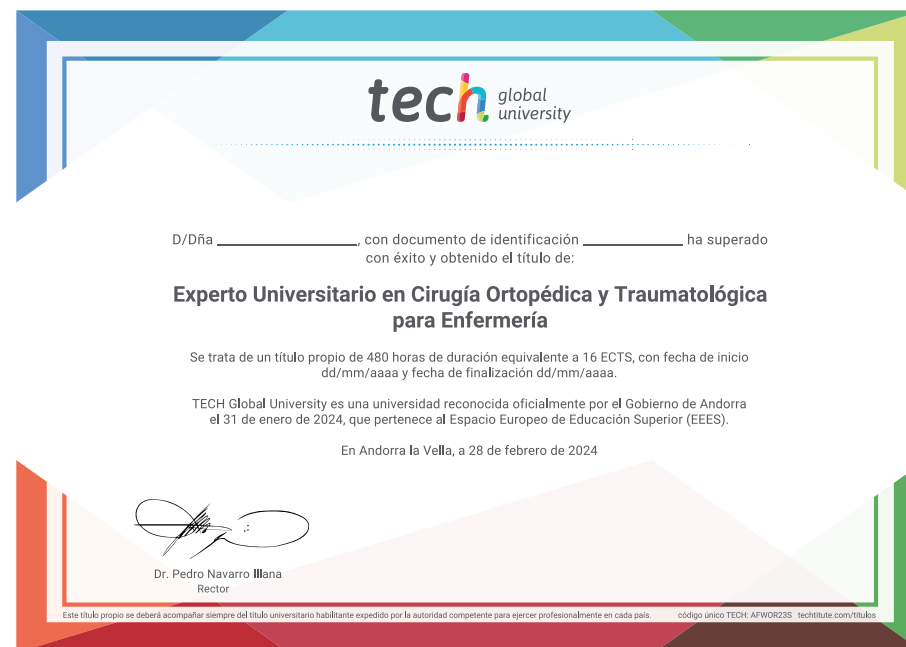 tech global university
D/Dña ____________, con documento de identificación ____________ ha superado
con éxito y obtenido el título de:
Experto Universitario en Cirugía Ortopédica y Traumatológica
para Enfermería
Se trata de un título propio de 480 horas de duración equivalente a 16 ECTS, con fecha de inicio
dd/mm/aaaa y fecha de finalización dd/mm/aaaa.
TECH Global University es una universidad reconocida oficialmente por el Gobierno de Andorra
el 31 de enero de 2024, que pertenece al Espacio Europeo de Educación Superior (EEES).
En Andorra la Vella, a 28 de febrero de 2024
Dr. Pedro Navarro Illana
Rector
Este título propio se deberá acompañar siempre del título universitario habilitante expedido por la autoridad competente para ejercer profesionalmente en cada país. código único TECH: AFWOR23S techtitute.com/titulos